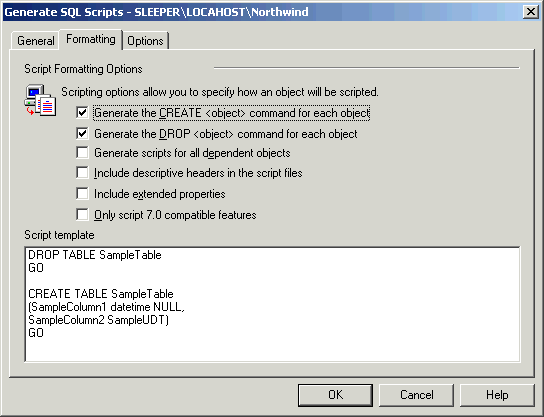 Generate SQL Scripts - SLEEPER\LOCAHOST\Northwind
General Formatting Options
Script Formatting Options
Scripting options allow you to specify how an object will be scripted.
Generate the CREATE <object> command for each object
Generate the DROP <object> command for each object
Generate scripts for all dependent objects
Include descriptive headers in the script files
Include extended properties
Only script 7.0 compatible features
Script template
DROP TABLE SampleTable
GO
CREATE TABLE SampleTable
(SampleColumn1 datetime NULL,
SampleColumn2 SampleUDT)
GO
OK Cancel Help